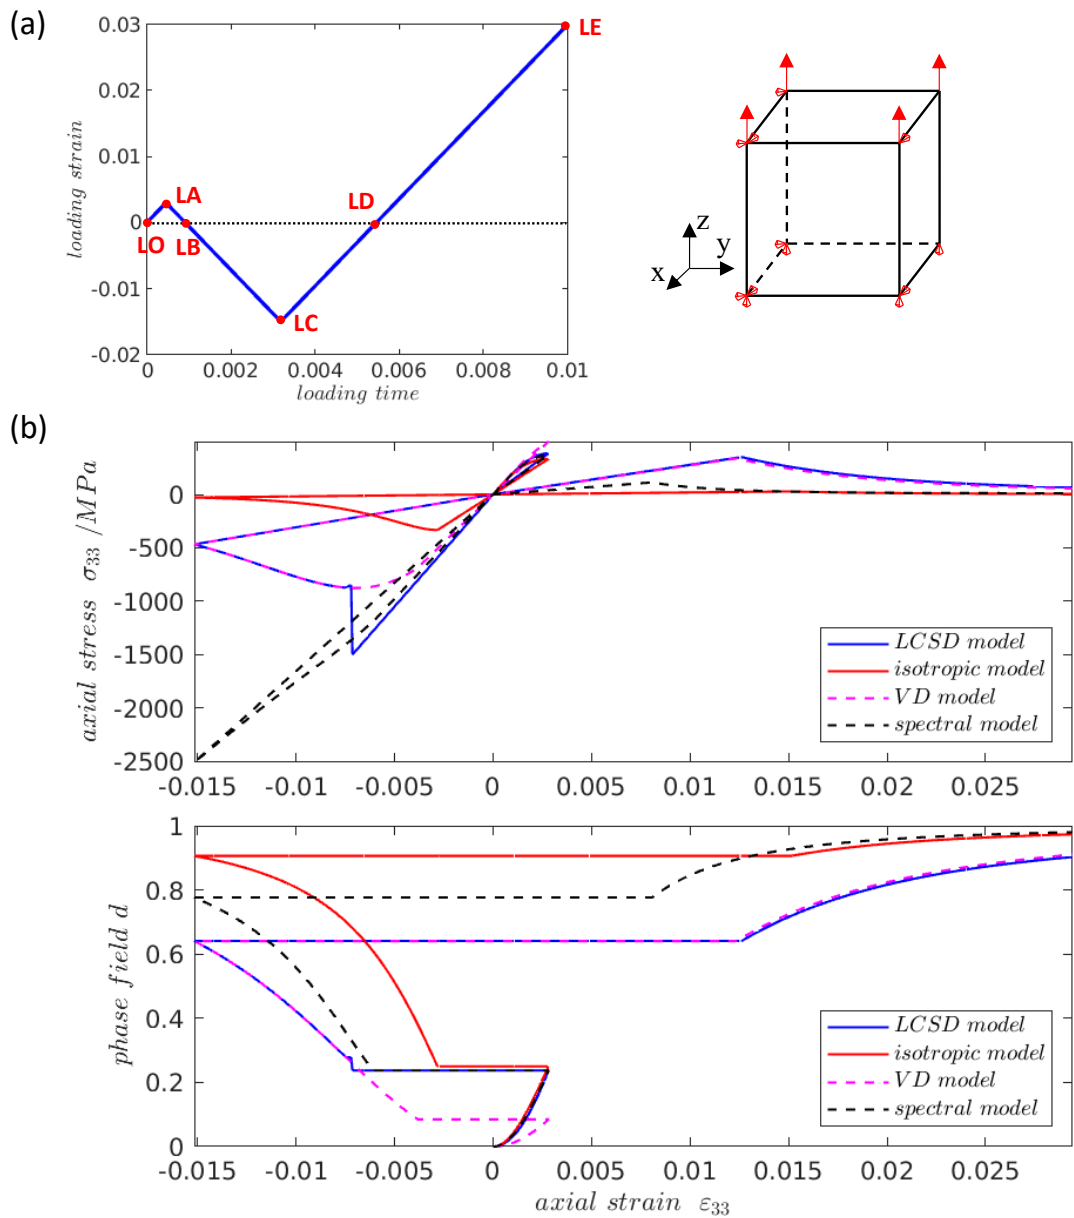 (a)
0.03
0.02
0.01
0
-0.01
-0.02
loading strain
LO
LA
LB
LC
LD
LE
0 0.002 0.004 0.006 0.008 0.01
loading time
z
y
x
(b)
0
-500
-1000
-1500
-2000
-2500
axial stress σ33 /MPa
LCSD model
isotropic model
VD model
spectral model
-0.015 -0.01 -0.005 0 0.005 0.01 0.015 0.02 0.025
1
0.8
0.6
0.4
0.2
0
phase field d
LCSD model
isotropic model
VD model
spectral model
-0.015 -0.01 -0.005 0 0.005 0.01 0.015 0.02 0.025
axial strain ε33